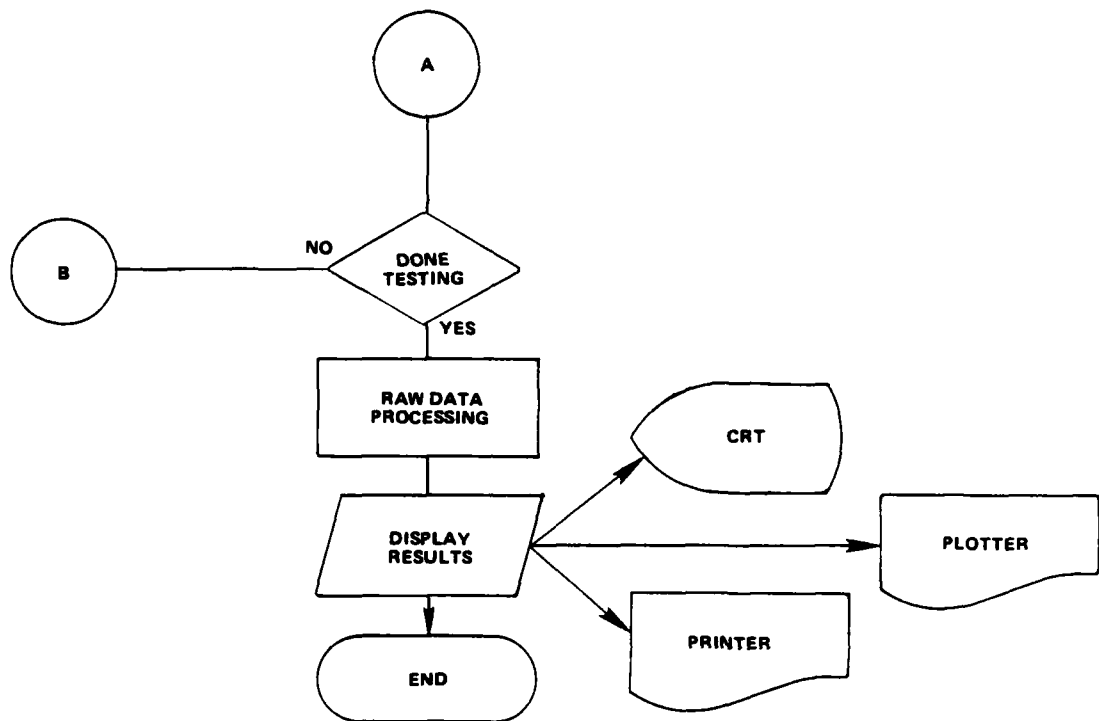 A
NO
DONE
TESTING
B
YES
RAW DATA
PROCESSING
CRT
DISPLAY
RESULTS
PLOTTER
PRINTER
END